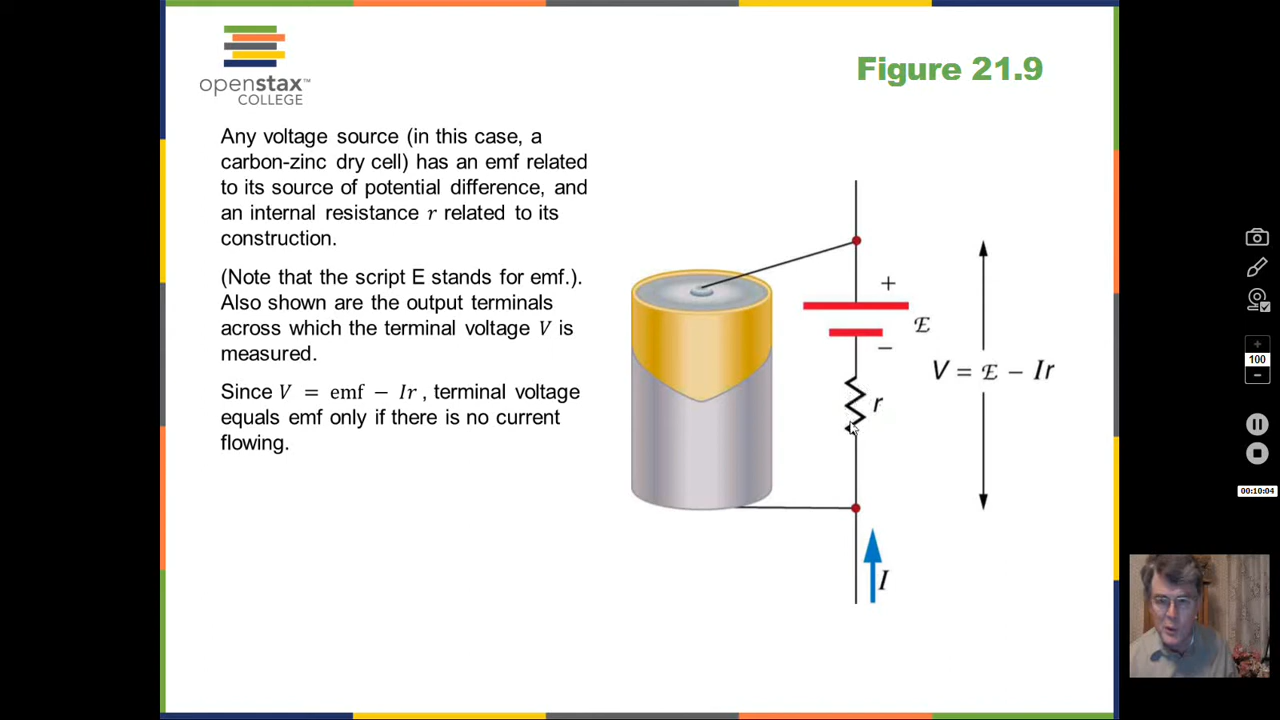 openstax™
COLLEGE
Figure 21.9
Any voltage source (in this case, a
carbon-zinc dry cell) has an emf related
to its source of potential difference, and
an internal resistance r related to its
construction.
(Note that the script E stands for emf.).
Also shown are the output terminals
across which the terminal voltage V is
measured.
Since V = emf − Ir , terminal voltage
equals emf only if there is no current
flowing.
+
ℰ
−
r
V = ℰ − Ir
I
+
100
−
00:10:04